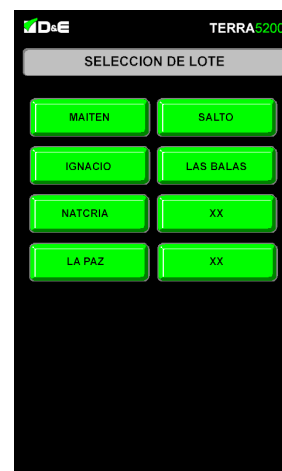 D&E
TERRA5200
SELECCION DE LOTE
MAITEN
SALTO
IGNACIO
LAS BALAS
NATCRIA
XX
LA PAZ
XX